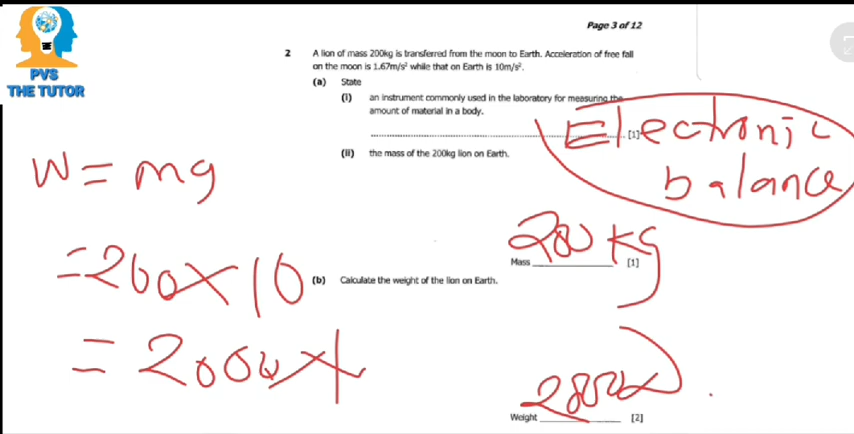 Page 3 of 12
PVS
THE TUTOR
2 A lion of mass 200kg is transferred from the moon to Earth. Acceleration of free fall
on the moon is 1.67m/s² while that on Earth is 10m/s².
(a) State
(i) an instrument commonly used in the laboratory for measuring the
amount of material in a body.
Electronic
balance
[1]
(ii) the mass of the 200kg lion on Earth.
200 kg
Mass [1]
W = mg
= 200 × 10
(b) Calculate the weight of the lion on Earth.
Weight [2]